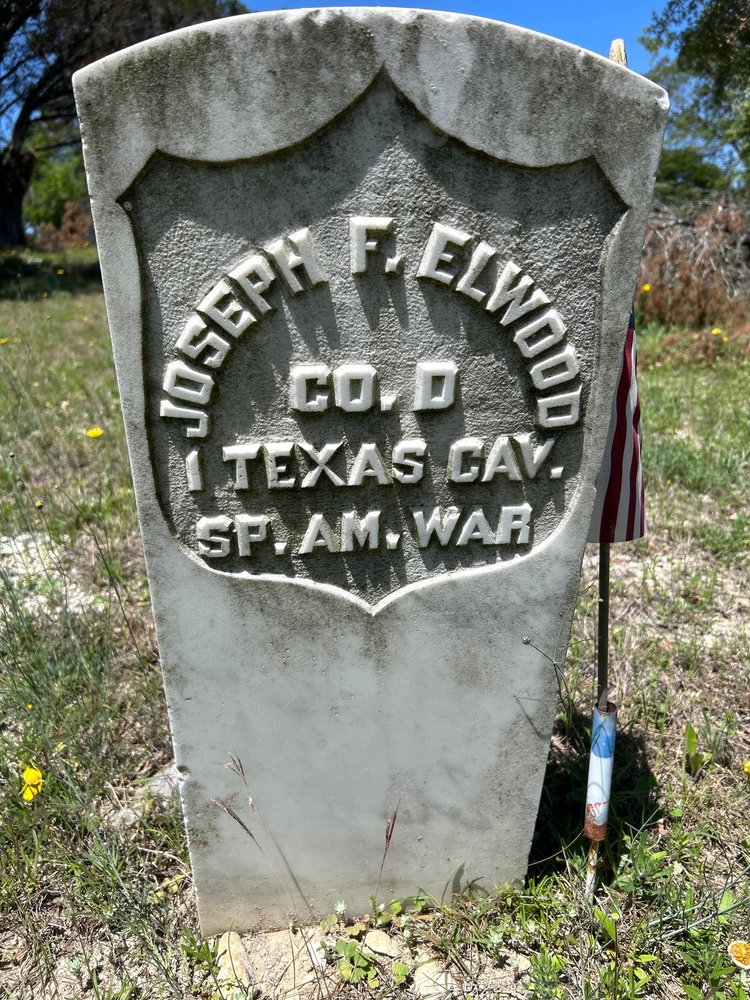 JOSEPH F. ELWOOD
CO. D
1 TEXAS CAV.
SP. AM. WAR